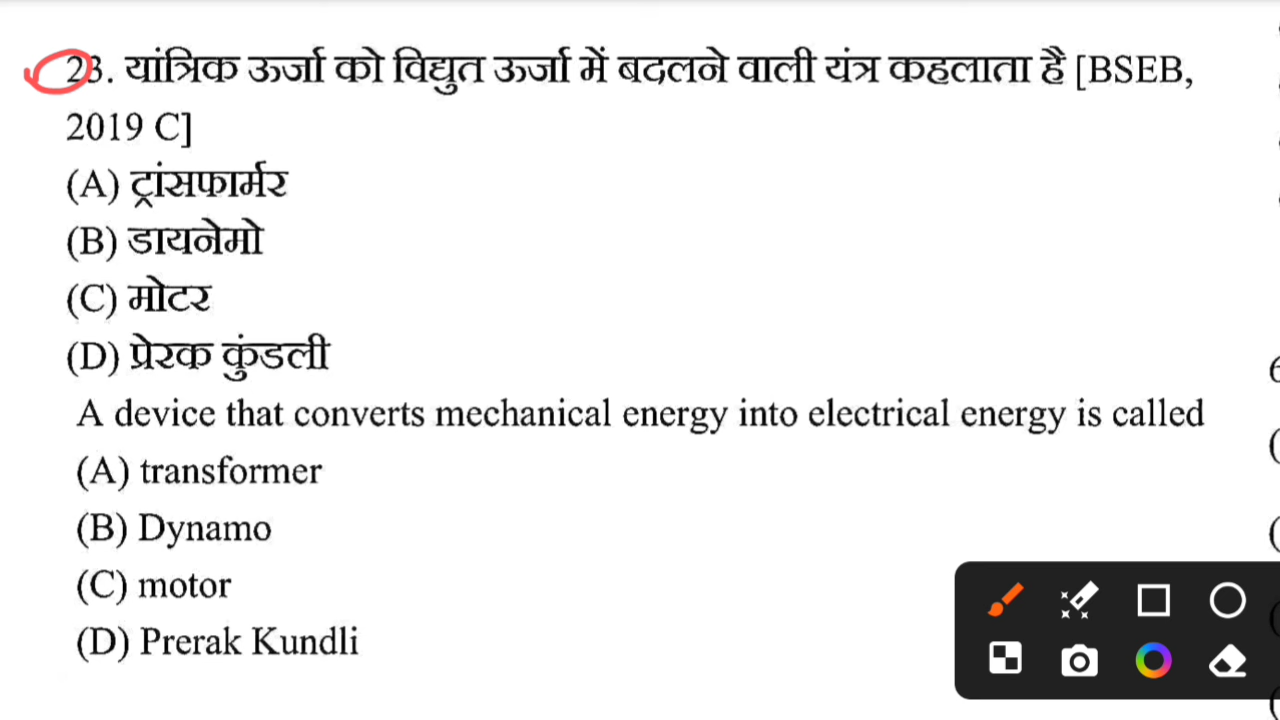 23. यांत्रिक ऊर्जा को विद्युत ऊर्जा में बदलने वाली यंत्र कहलाता है [BSEB,
2019 C]
(A) ट्रांसफार्मर
(B) डायनेमो
(C) मोटर
(D) प्रेरक कुंडली
A device that converts mechanical energy into electrical energy is called
(A) transformer
(B) Dynamo
(C) motor
(D) Prerak Kundli